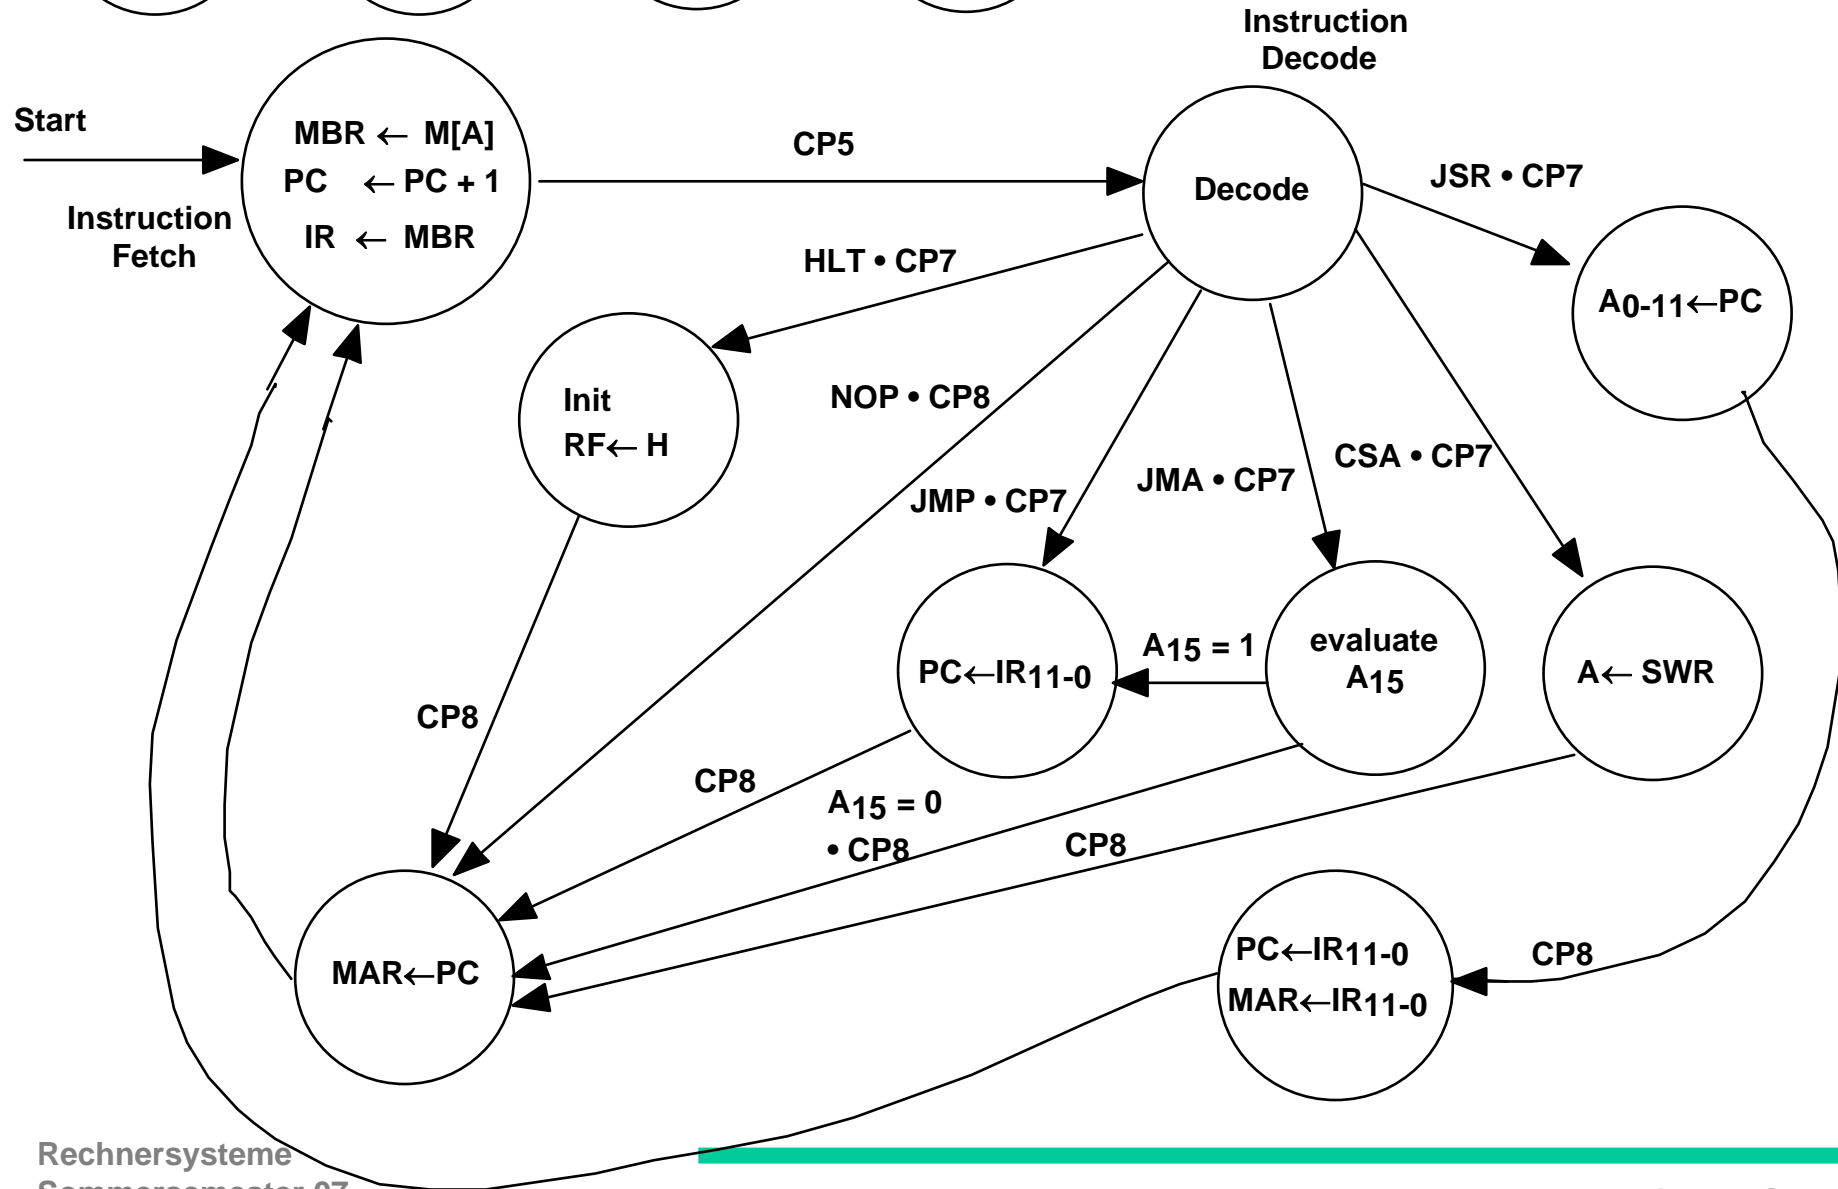 Instruction
Decode
Start
MBR ← M[A]
PC ← PC + 1
IR ← MBR
Instruction
Fetch
CP5
Decode
JSR • CP7
HLT • CP7
A0-11←PC
Init
RF← H
NOP • CP8
JMP • CP7
JMA • CP7
CSA • CP7
PC←IR11-0
A15 = 1
evaluate
A15
A← SWR
CP8
CP8
A15 = 0
• CP8
CP8
MAR←PC
PC←IR11-0
MAR←IR11-0
CP8
Rechnersysteme
Sommersemester 07